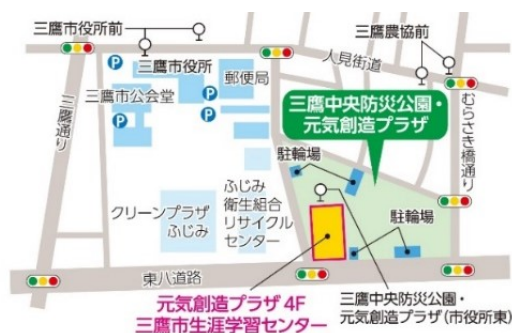 三鷹市役所前
三鷹農協前
人見街道
P
三鷹市役所
郵便局
三鷹市公会堂
P
P
P
三鷹通り
三鷹中央防災公園・
元気創造プラザ
むらさき橋通り
駐輪場
クリーンプラザ
ふじみ
ふじみ
衛生組合
リサイクル
センター
駐輪場
東八道路
元気創造プラザ 4F
三鷹市生涯学習センター
三鷹中央防災公園・
元気創造プラザ(市役所東)